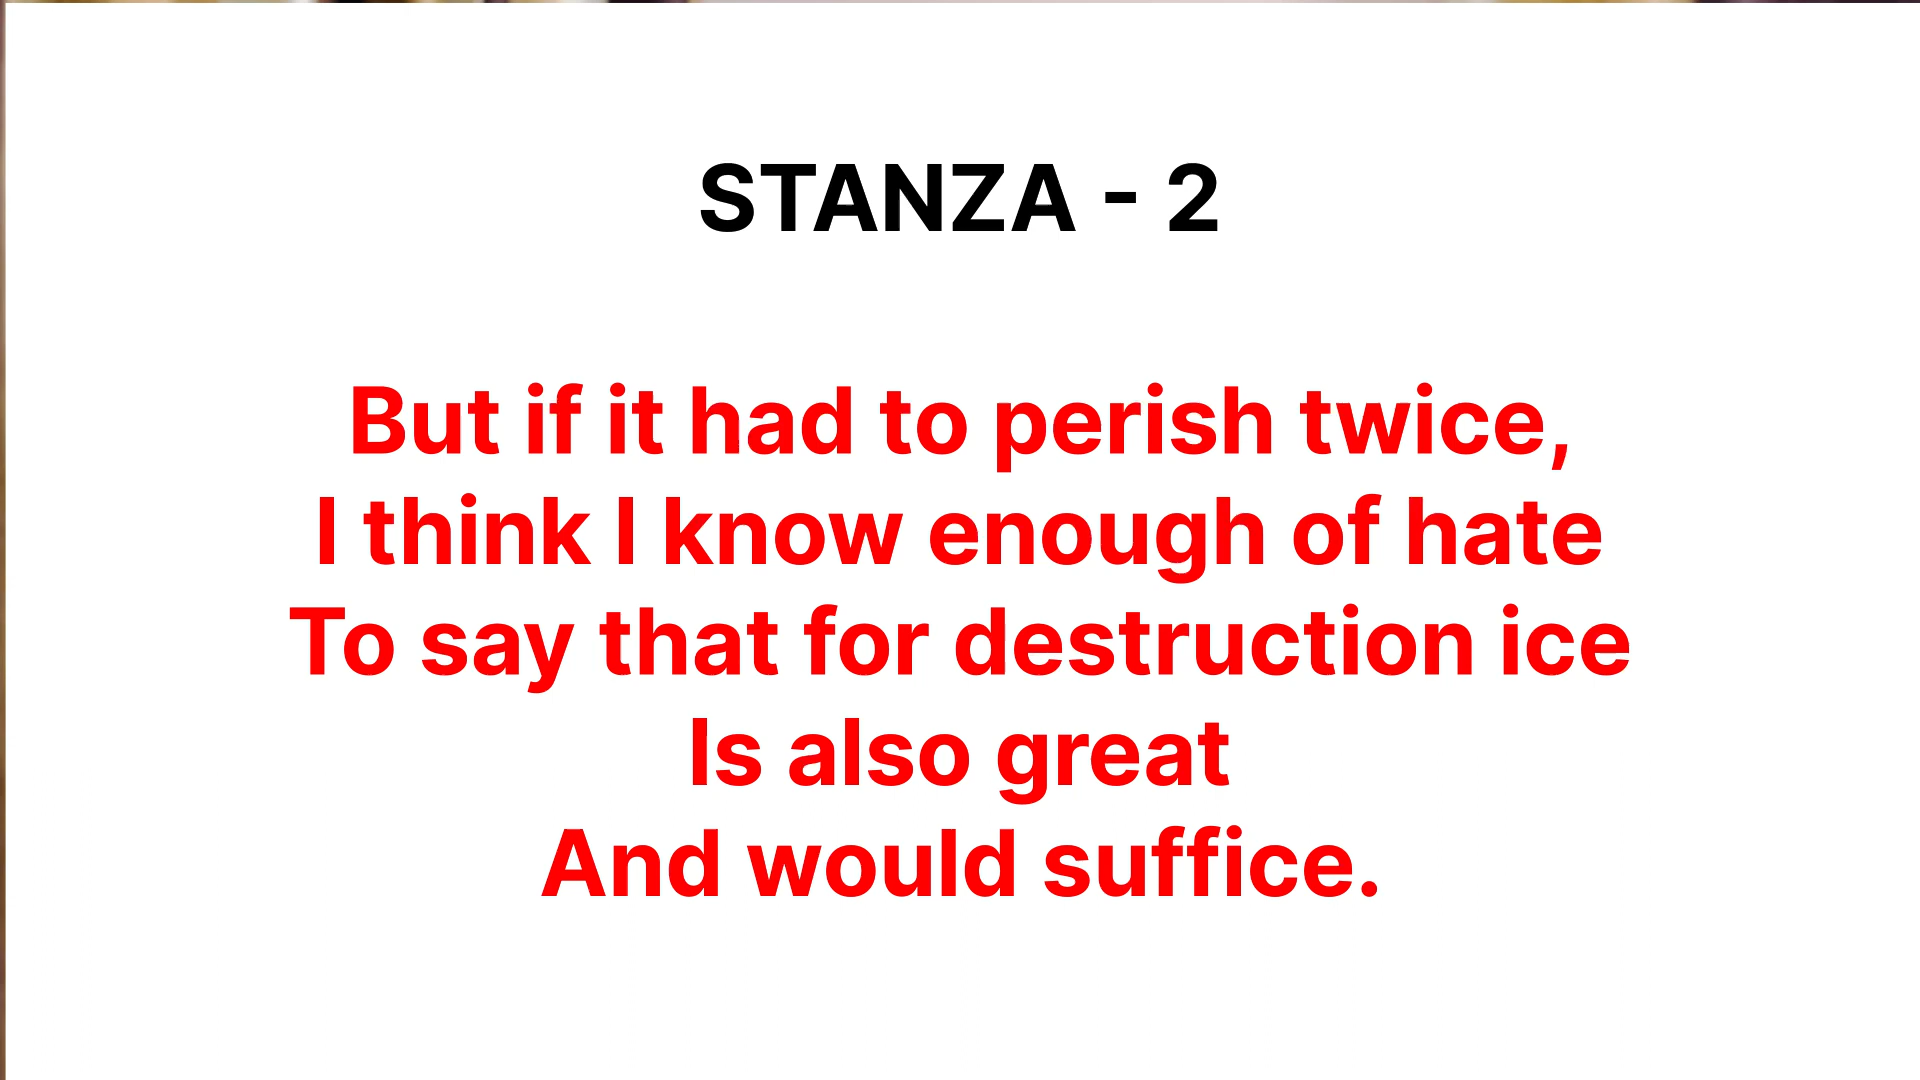 STANZA - 2
But if it had to perish twice,
I think I know enough of hate
To say that for destruction ice
Is also great
And would suffice.